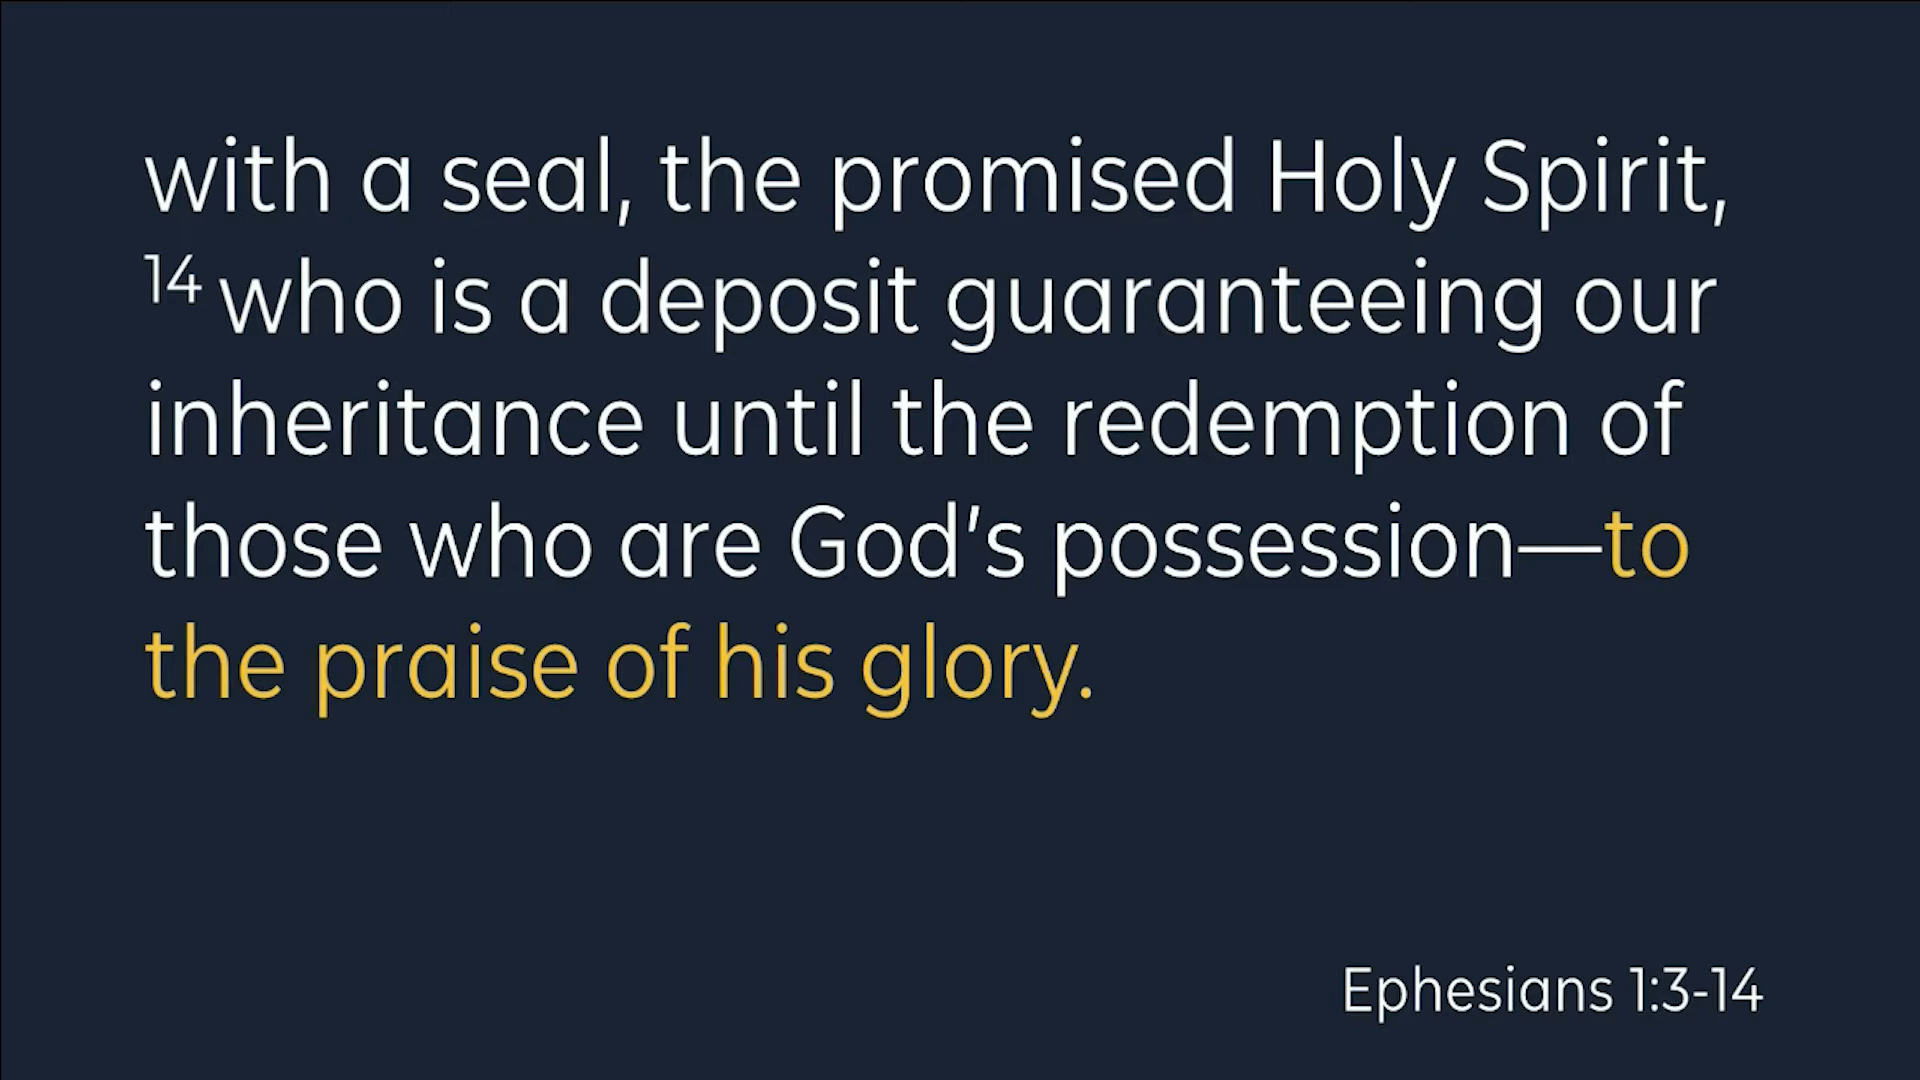 with a seal, the promised Holy Spirit,
14 who is a deposit guaranteeing our
inheritance until the redemption of
those who are God's possession—to
the praise of his glory.
Ephesians 1:3-14